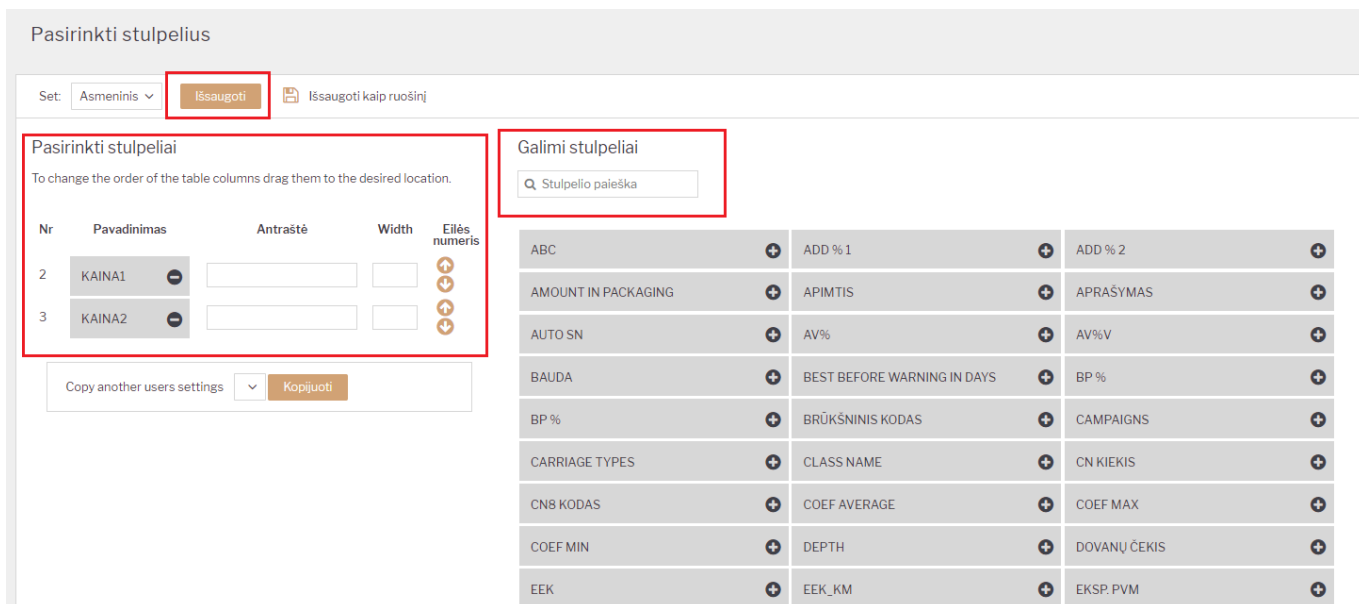 Pasirinkti stulpelius
Set: Asmeninis Išsaugoti Išsaugoti kaip ruošinį
Pasirinkti stulpeliai
To change the order of the table columns drag them to the desired location.
Nr Pavadinimas Antraštė Width Eilės numeris
2 KAINA1
3 KAINA2
Copy another users settings Kopijuoti
Galimi stulpeliai
Stulpelio paieška
ABC ADD % 1 ADD % 2
AMOUNT IN PACKAGING APIMTIS APRAŠYMAS
AUTO SN AV% AV%V
BAUDA BEST BEFORE WARNING IN DAYS BP %
BP % BRŪKŠNINIS KODAS CAMPAIGNS
CARRIAGE TYPES CLASS NAME CN KIEKIS
CN8 KODAS COEF AVERAGE COEF MAX
COEF MIN DEPTH DOVANŲ ČEKIS
EEK EEK_KM EKSP. PVM